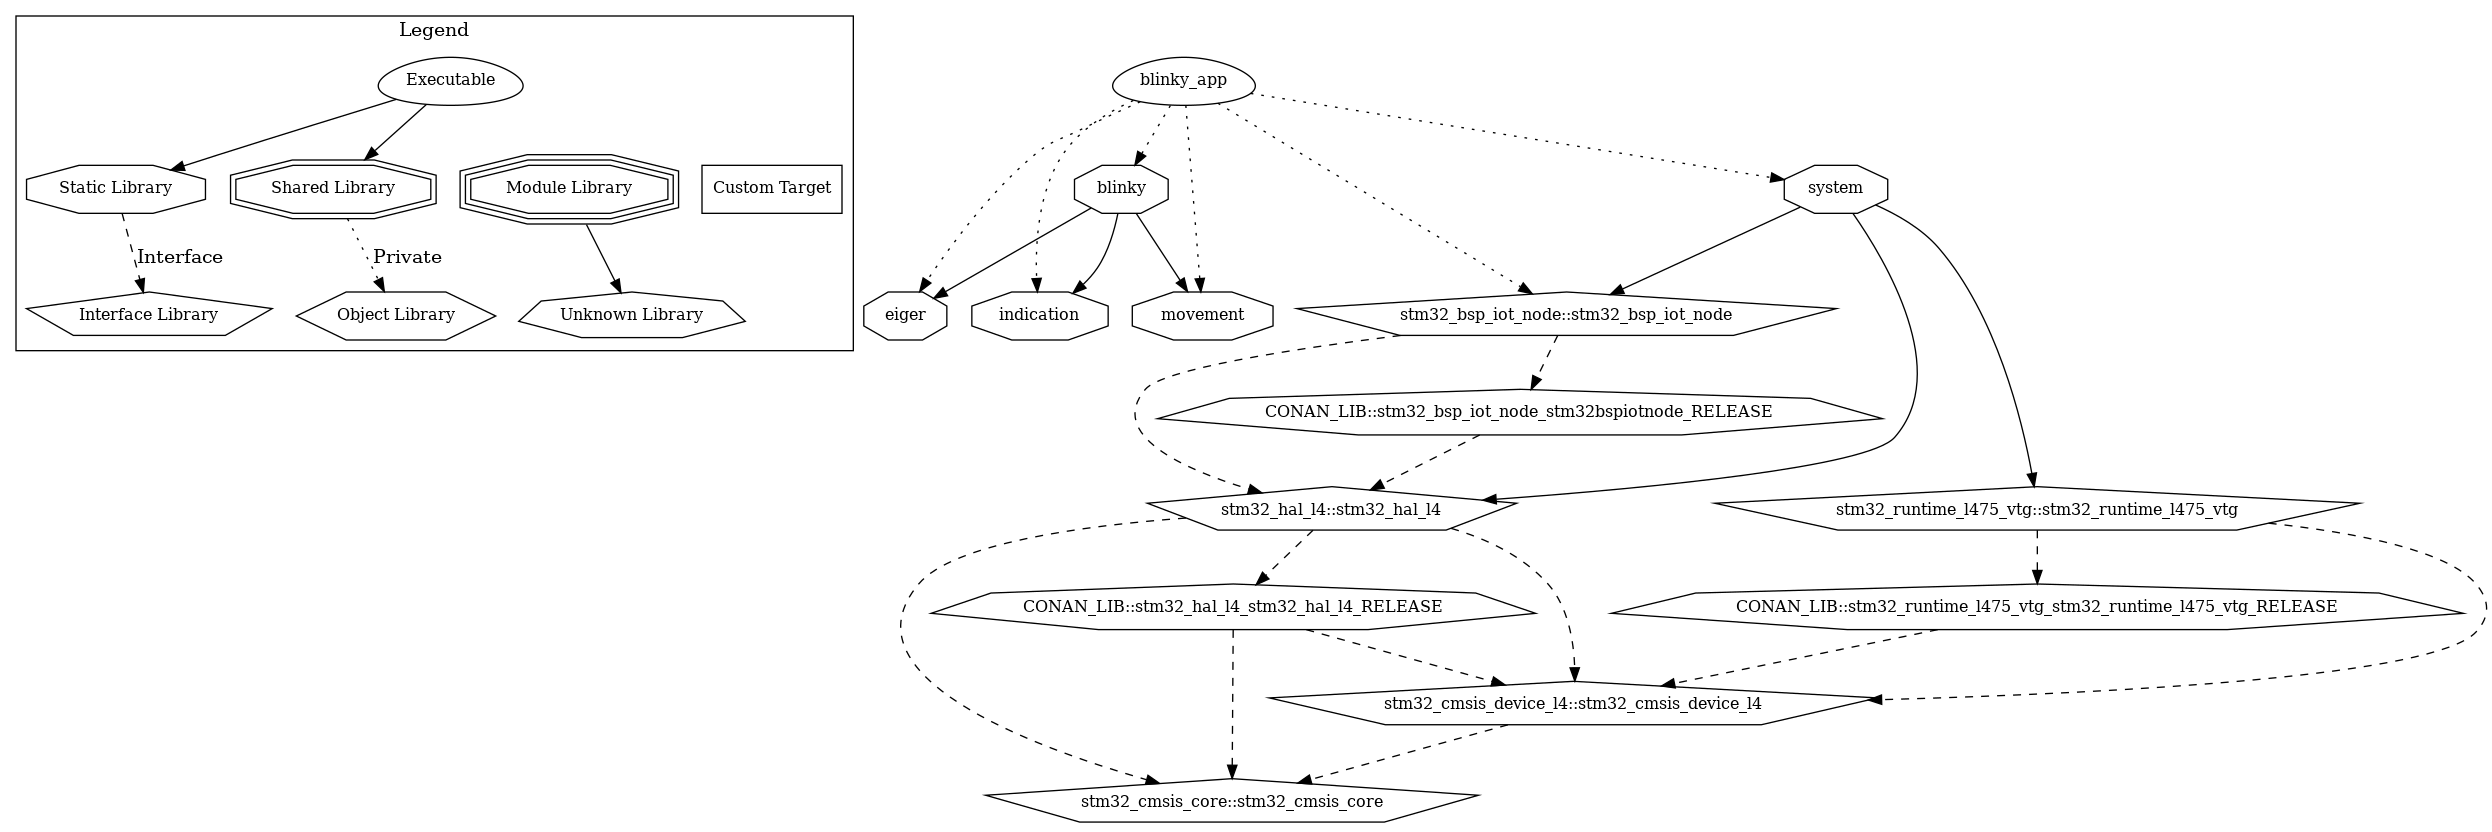 Legend
Executable
Static Library
Shared Library
Module Library
Custom Target
Interface
Private
Interface Library
Object Library
Unknown Library
blinky_app
blinky
system
eiger
indication
movement
stm32_bsp_iot_node::stm32_bsp_iot_node
CONAN_LIB::stm32_bsp_iot_node_stm32bspiotnode_RELEASE
stm32_hal_l4::stm32_hal_l4
stm32_runtime_l475_vtg::stm32_runtime_l475_vtg
CONAN_LIB::stm32_hal_l4_stm32_hal_l4_RELEASE
CONAN_LIB::stm32_runtime_l475_vtg_stm32_runtime_l475_vtg_RELEASE
stm32_cmsis_device_l4::stm32_cmsis_device_l4
stm32_cmsis_core::stm32_cmsis_core